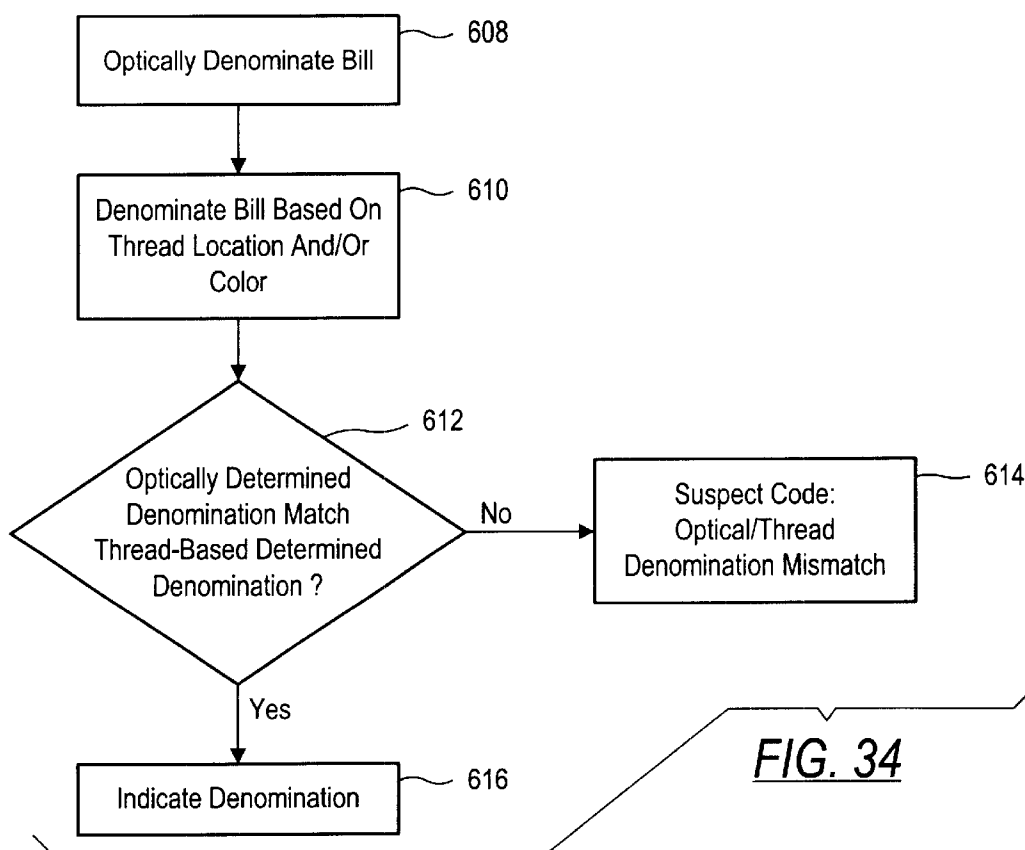 Optically Denominate Bill
608
Denominate Bill Based On
Thread Location And/Or
Color
610
612
Optically Determined
Denomination Match
Thread-Based Determined
Denomination ?
No
Suspect Code:
Optical/Thread
Denomination Mismatch
614
Yes
Indicate Denomination
616
FIG. 34